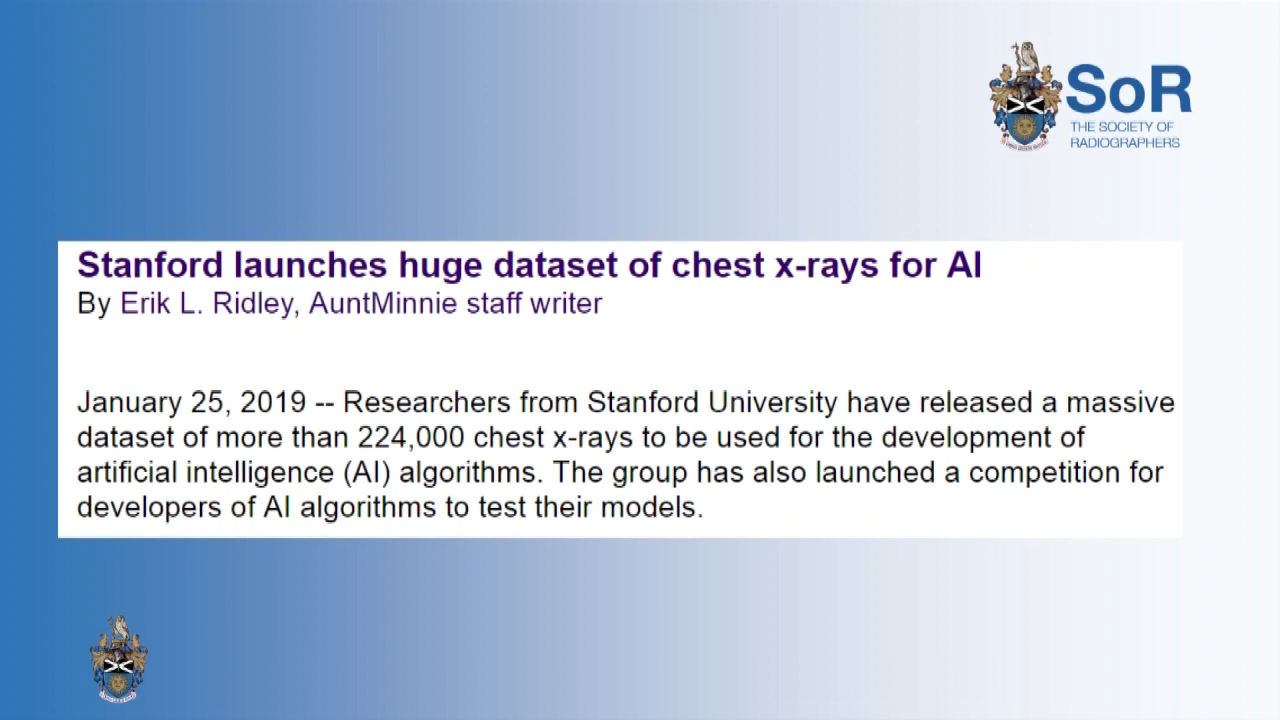 SoR
THE SOCIETY OF
RADIOGRAPHERS
Stanford launches huge dataset of chest x-rays for AI
By Erik L. Ridley, AuntMinnie staff writer
January 25, 2019 -- Researchers from Stanford University have released a massive
dataset of more than 224,000 chest x-rays to be used for the development of
artificial intelligence (AI) algorithms. The group has also launched a competition for
developers of AI algorithms to test their models.